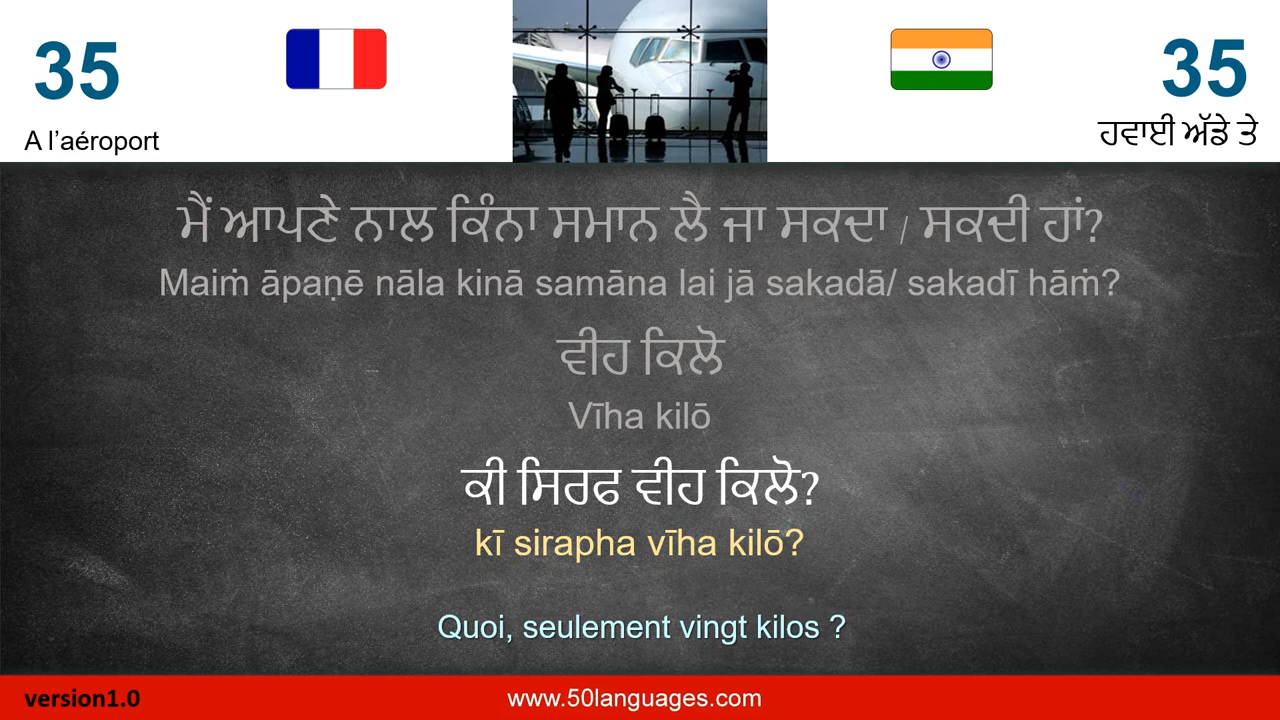 35
35
A l’aéroport
ਹਵਾਈ ਅੱਡੇ ਤੇ
ਮੈਂ ਆਪਣੇ ਨਾਲ ਕਿੰਨਾ ਸਮਾਨ ਲੈ ਜਾ ਸਕਦਾ / ਸਕਦੀ ਹਾਂ?
Maiṁ āpaṇē nāla kinā samāna lai jā sakadā/ sakadī hāṁ?
ਵੀਹ ਕਿਲੋ
Vīha kilō
ਕੀ ਸਿਰਫ ਵੀਹ ਕਿਲੋ?
kī sirapha vīha kilō?
Quoi, seulement vingt kilos ?
version1.0
www.50languages.com